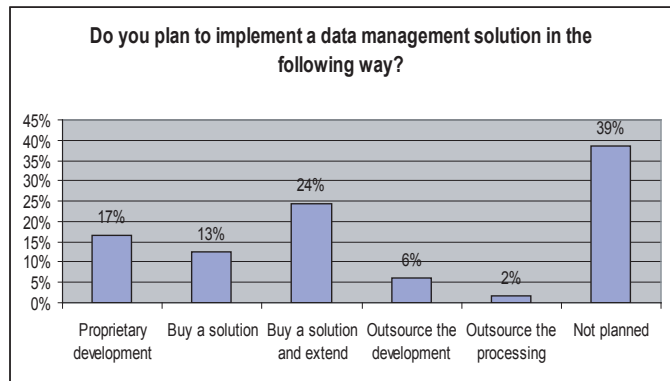 Do you plan to implement a data management solution in the
following way?
45%
40%
35%
30%
25%
20%
15%
10%
5%
0%
17%
13%
24%
6%
2%
39%
Proprietary
development
Buy a solution
Buy a solution
and extend
Outsource the
development
Outsource the
processing
Not planned